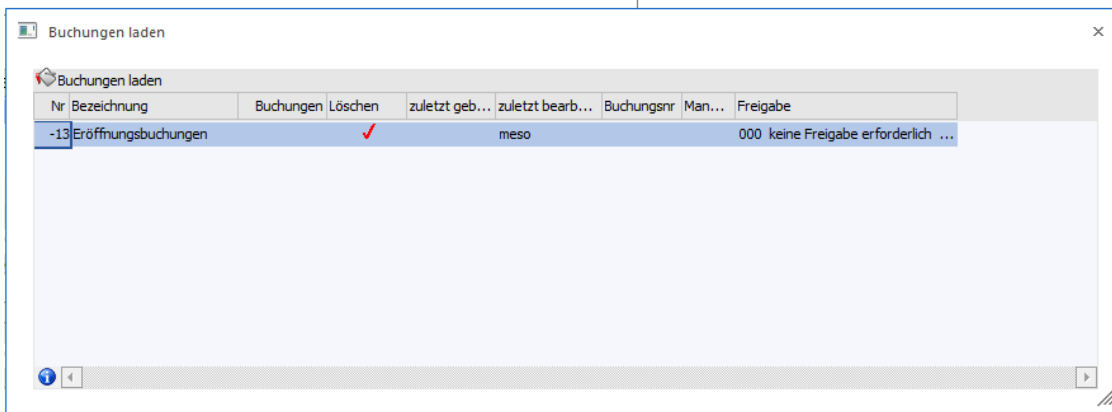 Buchungen laden
Buchungen laden
Nr Bezeichnung Buchungen Löschen zuletzt geb... zuletzt bearb... Buchungsnr Man... Freigabe
-13 Eröffnungsbuchungen meso 000 keine Freigabe erforderlich ...